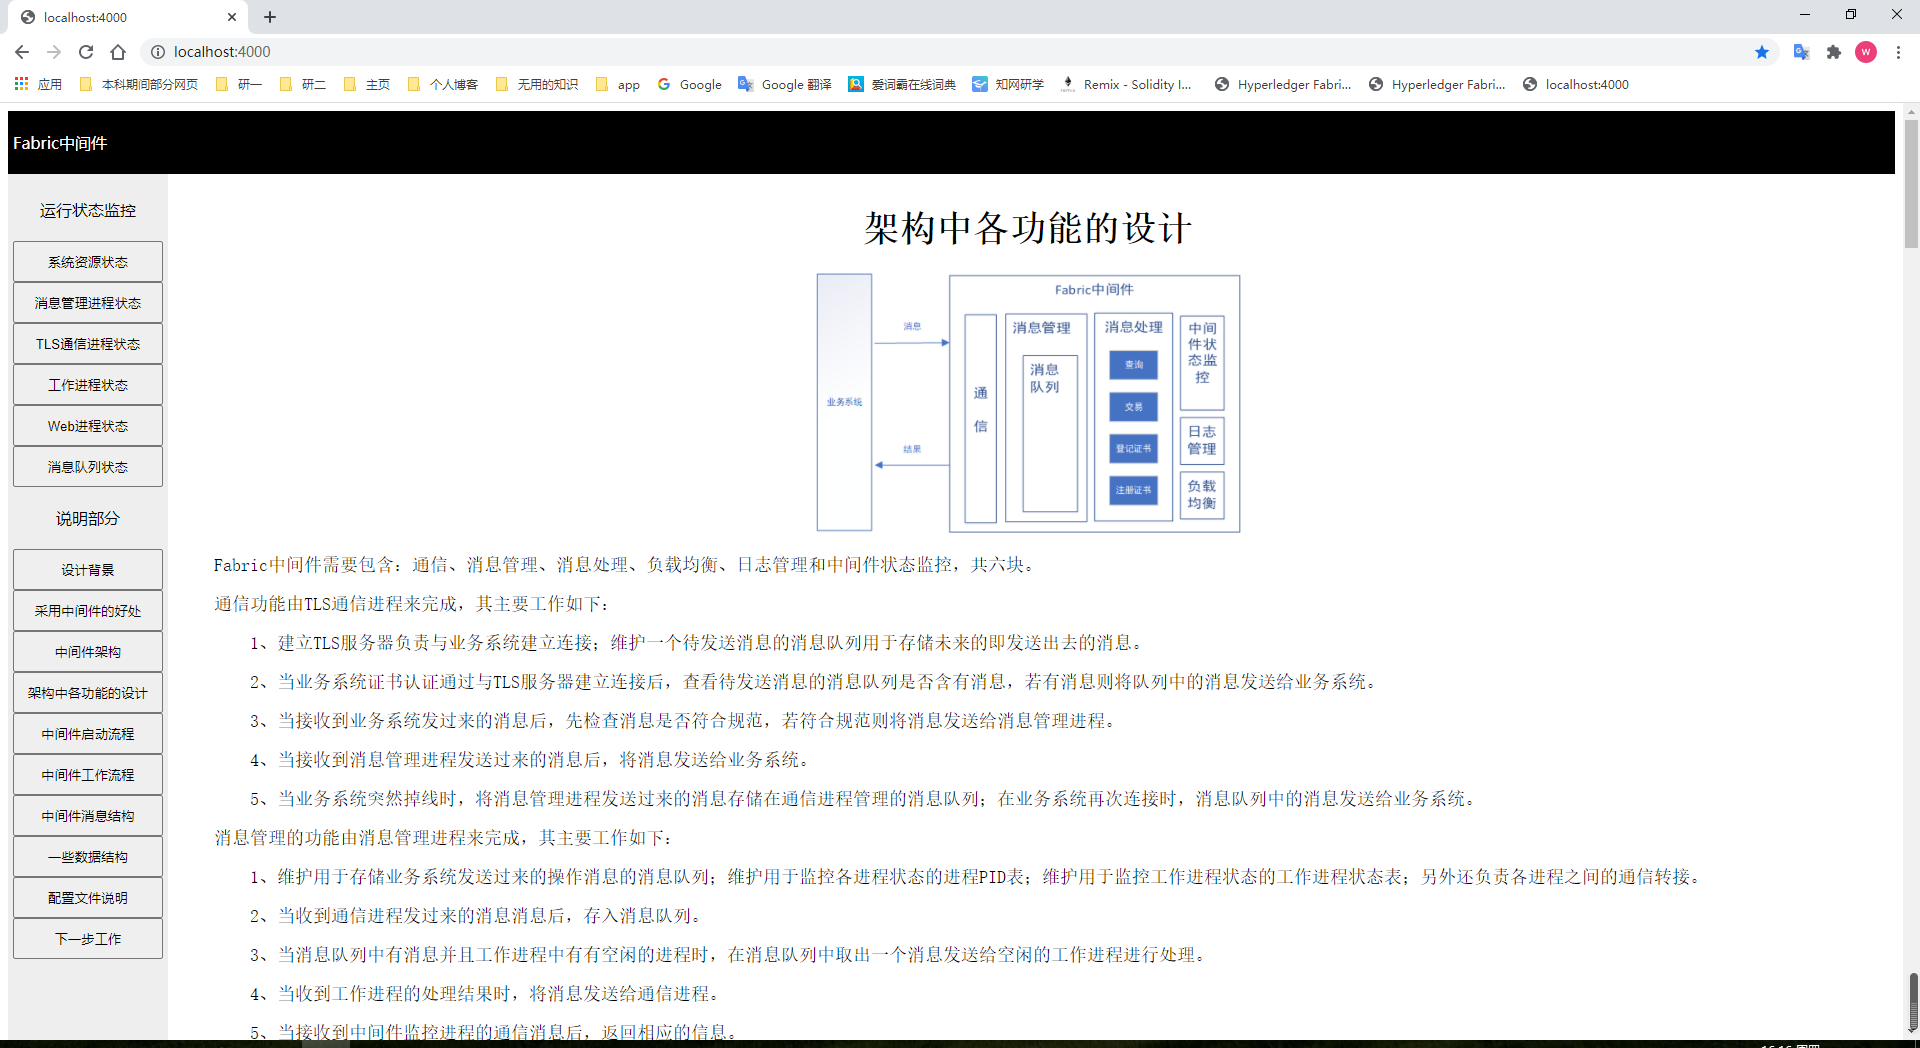 localhost:4000
localhost:4000
W
应用
本科期间部分网页
研一
研二
主页
个人博客
无用的知识
app
Google
Google 翻译
爱词霸在线词典
知网研学
Remix - Solidity I...
Hyperledger Fabri...
Hyperledger Fabri...
localhost:4000
Fabric中间件
运行状态监控
系统资源状态
消息管理进程状态
TLS通信进程状态
工作进程状态
Web进程状态
消息队列状态
说明部分
设计背景
采用中间件的好处
中间件架构
架构中各功能的设计
中间件启动流程
中间件工作流程
中间件消息结构
一些数据结构
配置文件说明
下一步工作
架构中各功能的设计
业务系统
消息
结果
Fabric中间件
通
信
消息管理
消息
队列
消息处理
查询
交易
登记证书
注册证书
中间
件状
态监
控
日志
管理
负载
均衡
Fabric中间件需要包含：通信、消息管理、消息处理、负载均衡、日志管理和中间件状态监控，共六块。
通信功能由TLS通信进程来完成，其主要工作如下：
1、建立TLS服务器负责与业务系统建立连接；维护一个待发送消息的消息队列用于存储未来的即发送出去的消息。
2、当业务系统证书认证通过与TLS服务器建立连接后，查看待发送消息的消息队列是否含有消息，若有消息则将队列中的消息发送给业务系统。
3、当接收到业务系统发过来的消息后，先检查消息是否符合规范，若符合规范则将消息发送给消息管理进程。
4、当接收到消息管理进程发送过来的消息后，将消息发送给业务系统。
5、当业务系统突然掉线时，将消息管理进程发送过来的消息存储在通信进程管理的消息队列；在业务系统再次连接时，消息队列中的消息发送给业务系统。
消息管理的功能由消息管理进程来完成，其主要工作如下：
1、维护用于存储业务系统发送过来的操作消息的消息队列；维护用于监控各进程状态的进程PID表；维护用于监控工作进程状态的工作进程状态表；另外还负责各进程之间的通信转接。
2、当收到通信进程发过来的消息消息后，存入消息队列。
3、当消息队列中有消息并且工作进程中有有空闲的进程时，在消息队列中取出一个消息发送给空闲的工作进程进行处理。
4、当收到工作进程的处理结果时，将消息发送给通信进程。
5、当接收到中间件监控进程的通信消息后，返回相应的信息。